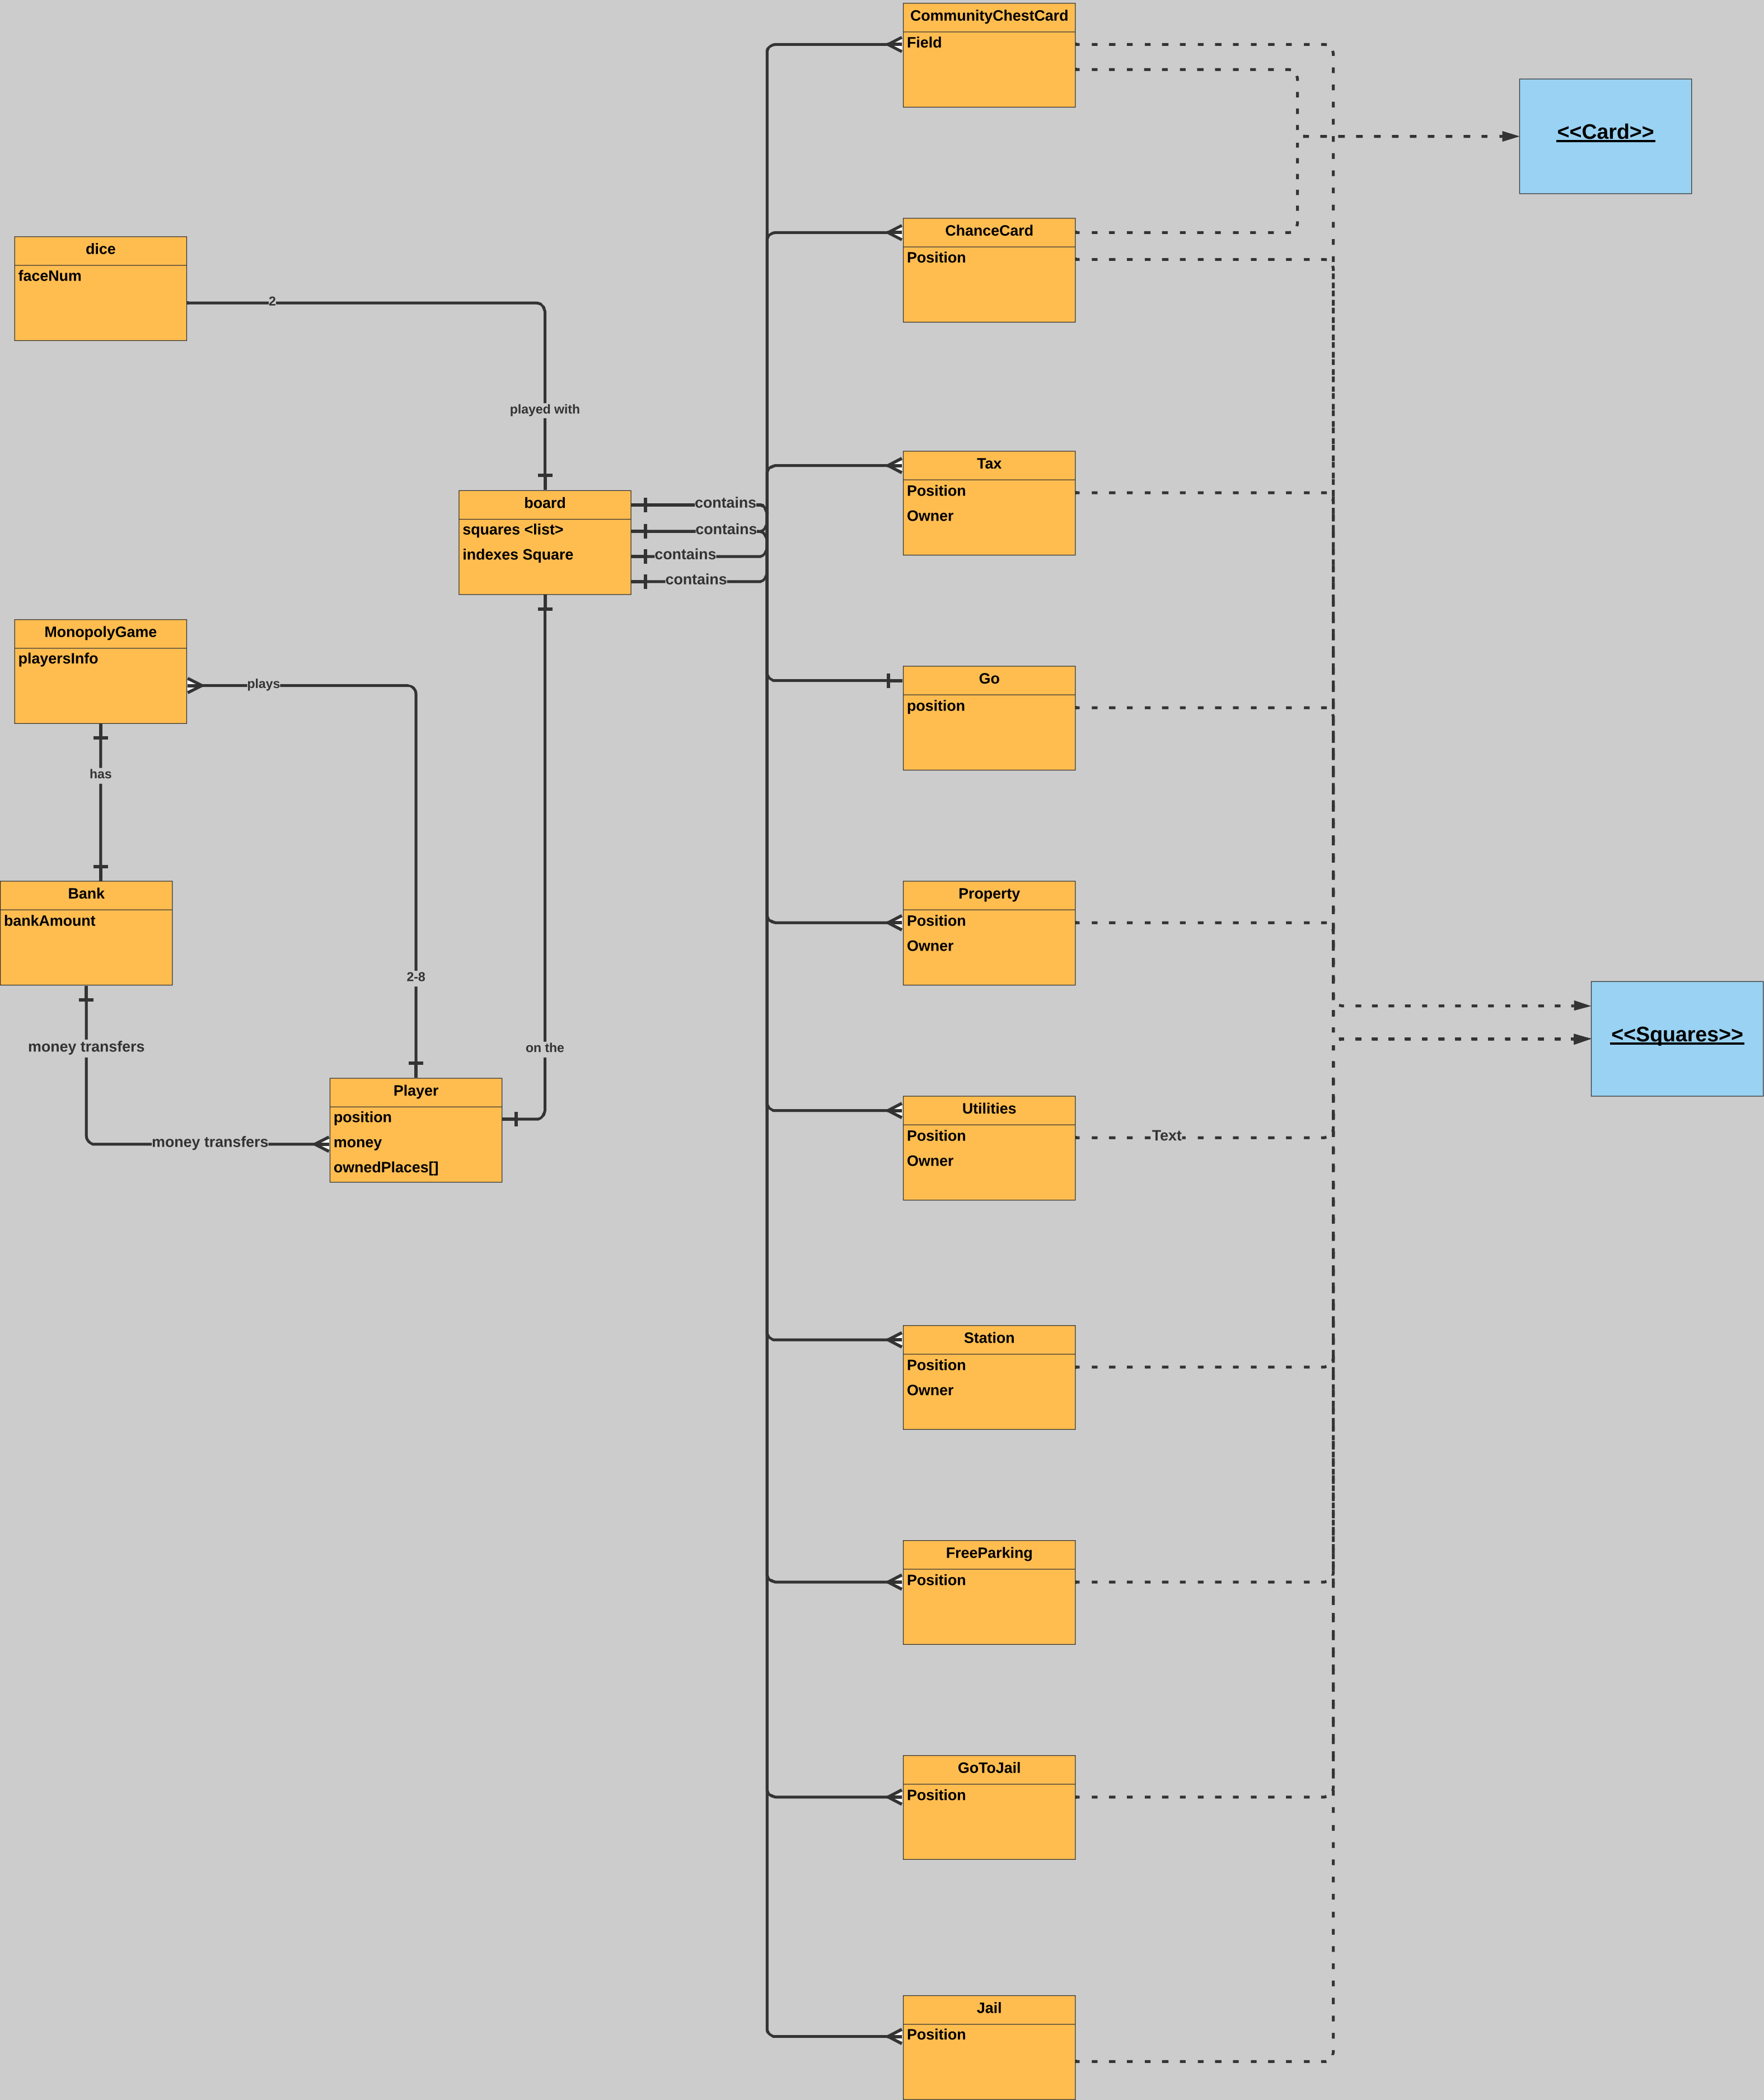 CommunityChestCard
Field
<<Card>>
ChanceCard
Position
dice
faceNum
2
played with
Tax
Position
Owner
board
squares <list>
indexes Square
contains
contains
contains
contains
MonopolyGame
playersInfo
plays
has
Go
position
Bank
bankAmount
2-8
Property
Position
Owner
<<Squares>>
money transfers
on the
Player
position
money
ownedPlaces[]
money transfers
Utilities
Position
Owner
Text
Station
Position
Owner
FreeParking
Position
GoToJail
Position
Jail
Position